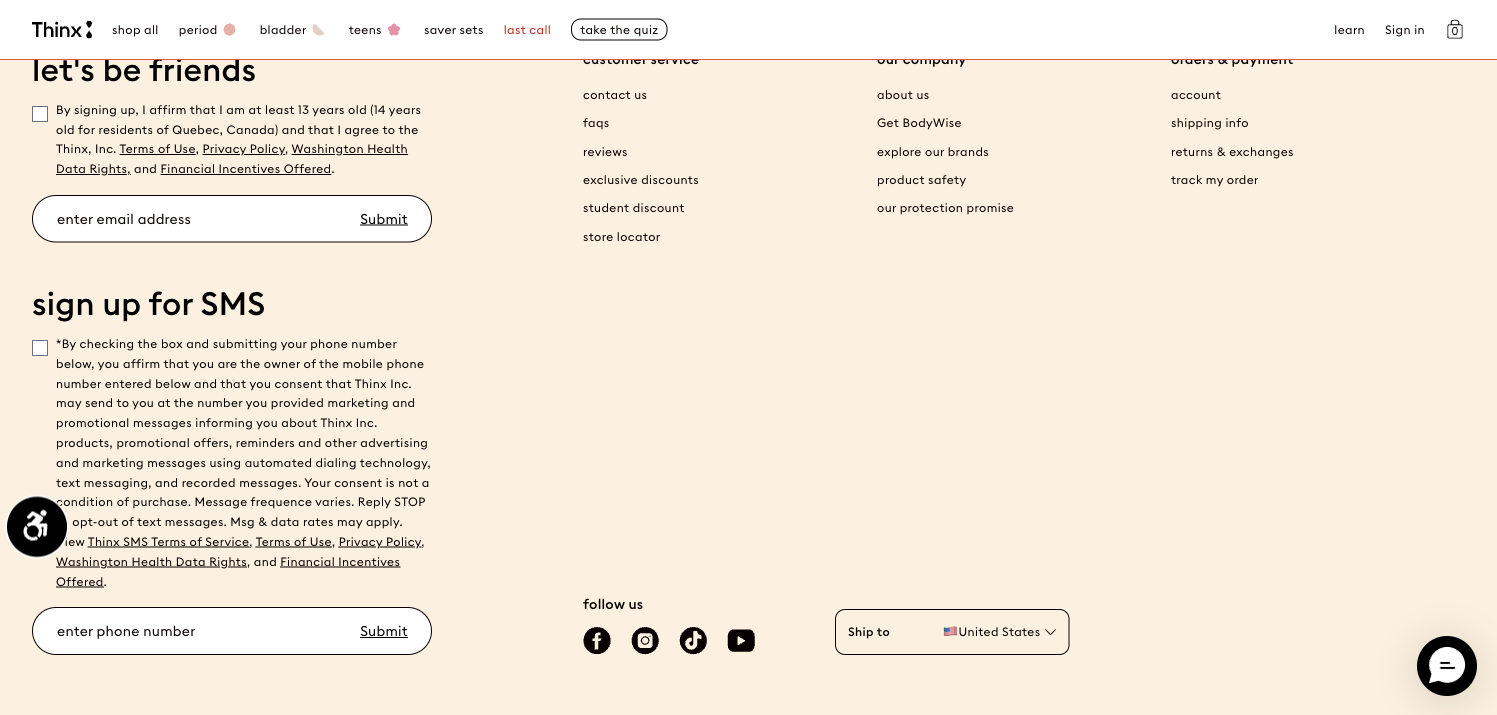 Thinx
shop all period bladder teens saver sets last call take the quiz learn Sign in 0
let's be friends
By signing up, I affirm that I am at least 13 years old (14 years
old for residents of Quebec, Canada) and that I agree to the
Thinx, Inc. Terms of Use, Privacy Policy, Washington Health
Data Rights, and Financial Incentives Offered.
enter email address Submit
sign up for SMS
*By checking the box and submitting your phone number
below, you affirm that you are the owner of the mobile phone
number entered below and that you consent that Thinx Inc.
may send to you at the number you provided marketing and
promotional messages informing you about Thinx Inc.
products, promotional offers, reminders and other advertising
and marketing messages using automated dialing technology,
text messaging, and recorded messages. Your consent is not a
condition of purchase. Message frequence varies. Reply STOP
opt-out of text messages. Msg & data rates may apply.
View Thinx SMS Terms of Service, Terms of Use, Privacy Policy,
Washington Health Data Rights, and Financial Incentives
Offered.
enter phone number Submit
customer service
contact us
faqs
reviews
exclusive discounts
student discount
store locator
our company
about us
Get BodyWise
explore our brands
product safety
our protection promise
orders & payment
account
shipping info
returns & exchanges
track my order
follow us
Ship to United States